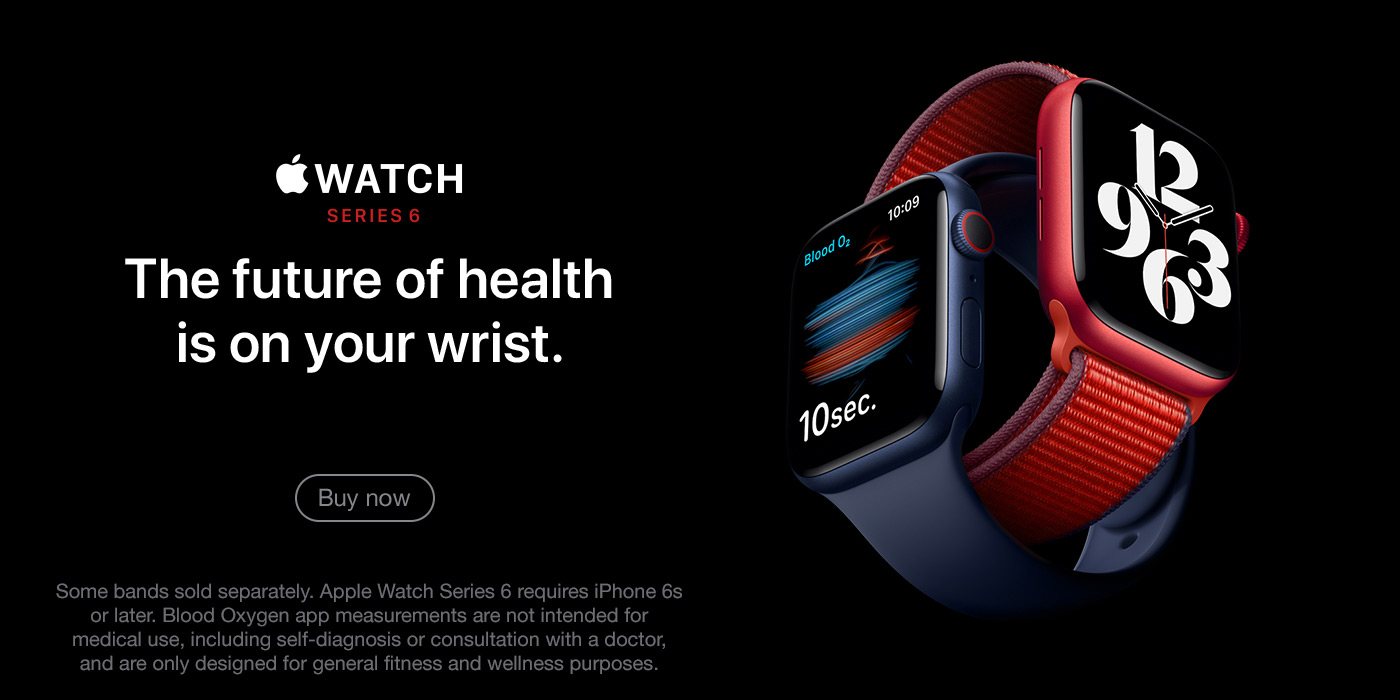 WATCH
SERIES 6
The future of health
is on your wrist.
Buy now
Some bands sold separately. Apple Watch Series 6 requires iPhone 6s
or later. Blood Oxygen app measurements are not intended for
medical use, including self-diagnosis or consultation with a doctor,
and are only designed for general fitness and wellness purposes.
10:09
Blood O₂
10 sec.
12
9
3
6